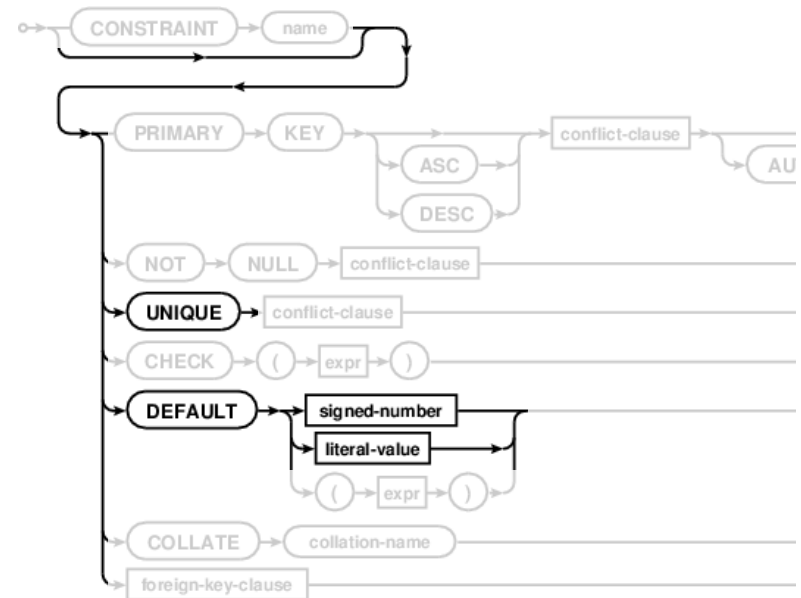 CONSTRAINT name
PRIMARY KEY conflict-clause
ASC AU
DESC
NOT NULL conflict-clause
UNIQUE conflict-clause
CHECK ( expr )
DEFAULT signed-number
literal-value
( expr )
COLLATE collation-name
foreign-key-clause